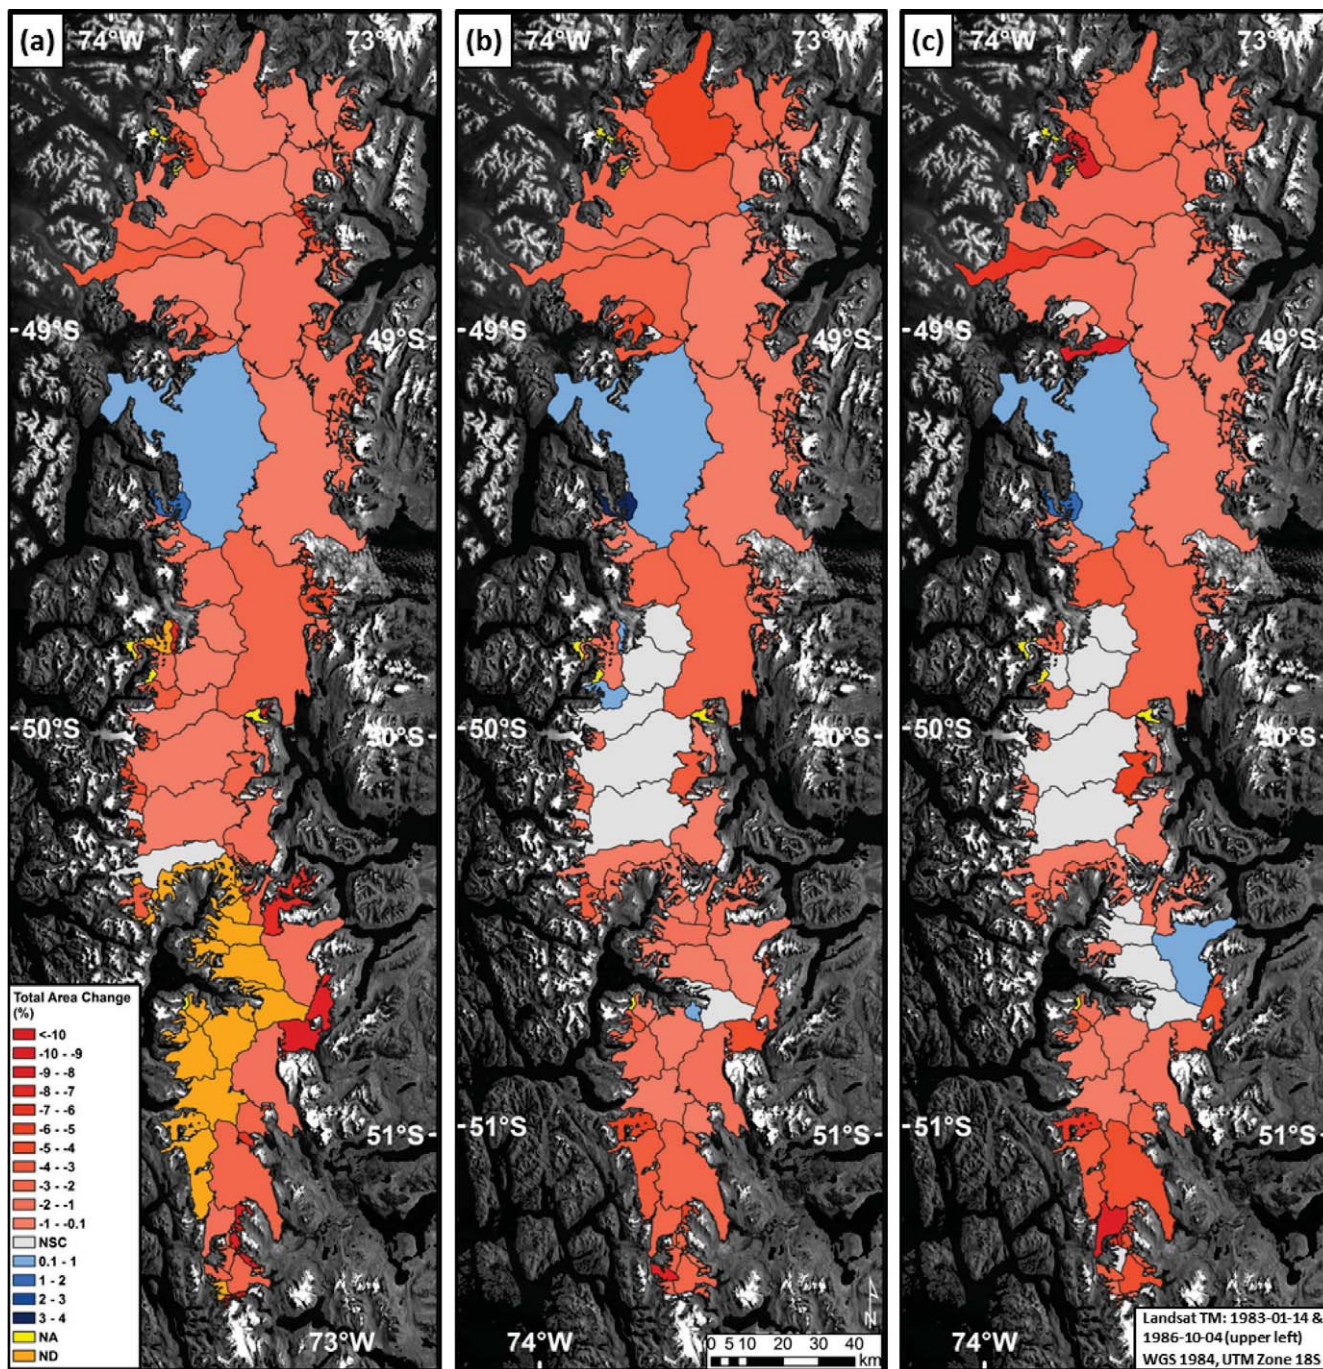 (a)
74°W
73°W
(b)
74°W
73°W
(c)
74°W
73°W
49°S
49°S
49°S
49°S
49°S
49°S
50°S
50°S
50°S
50°S
50°S
50°S
Total Area Change
(%)
<-10
-10 - -9
-9 - -8
-8 - -7
-7 - -6
-6 - -5
-5 - -4
-4 - -3
-3 - -2
-2 - -1
-1 - -0.1
NSC
0.1 - 1
1 - 2
2 - 3
3 - 4
NA
ND
51°S
51°S
51°S
51°S
51°S
73°W
74°W
N
0 5 10 20 30 40
km
74°W
Landsat TM: 1983-01-14 &
1986-10-04 (upper left)
WGS 1984, UTM Zone 18S